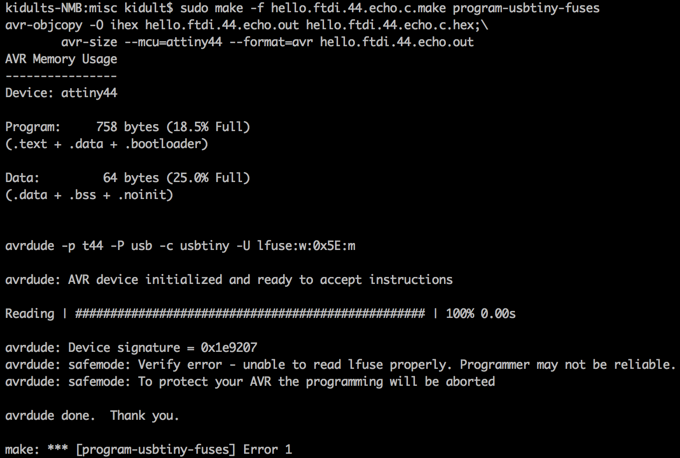 kidults-NMB:misc kidult$ sudo make -f hello.ftdi.44.echo.c.make program-usbtiny-fuses
avr-objcopy -O ihex hello.ftdi.44.echo.out hello.ftdi.44.echo.c.hex;\
avr-size --mcu=attiny44 --format=avr hello.ftdi.44.echo.out
AVR Memory Usage
----------------
Device: attiny44
Program:     758 bytes (18.5% Full)
(.text + .data + .bootloader)
Data:         64 bytes (25.0% Full)
(.data + .bss + .noinit)
avrdude -p t44 -P usb -c usbtiny -U lfuse:w:0x5E:m
avrdude: AVR device initialized and ready to accept instructions
Reading | ################################################## | 100% 0.00s
avrdude: Device signature = 0x1e9207
avrdude: safemode: Verify error - unable to read lfuse properly. Programmer may not be reliable.
avrdude: safemode: To protect your AVR the programming will be aborted
avrdude done.  Thank you.
make: *** [program-usbtiny-fuses] Error 1